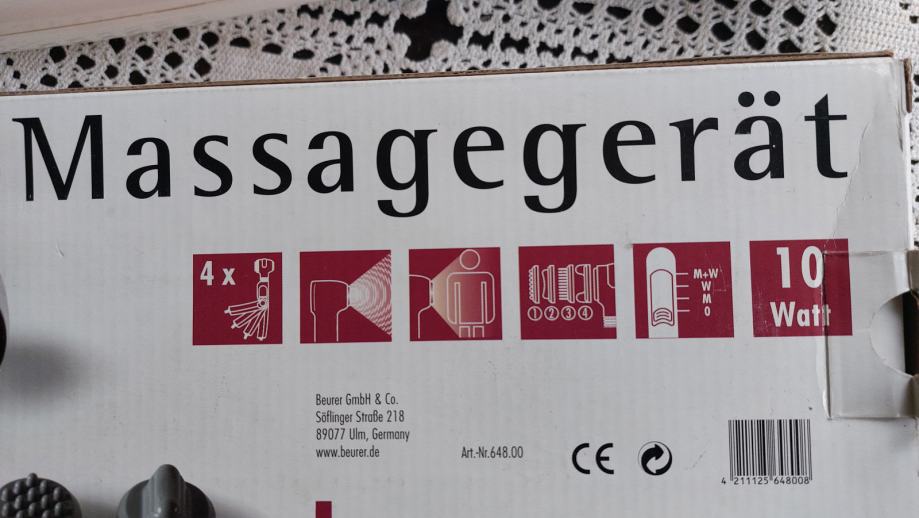 Massagegerät
4 x
①②③④
M+W
W
M
0
10
Watt
Beurer GmbH & Co.
Söflinger Straße 218
89077 Ulm, Germany
www.beurer.de
Art.-Nr.648.00
CE
4 211125 648008